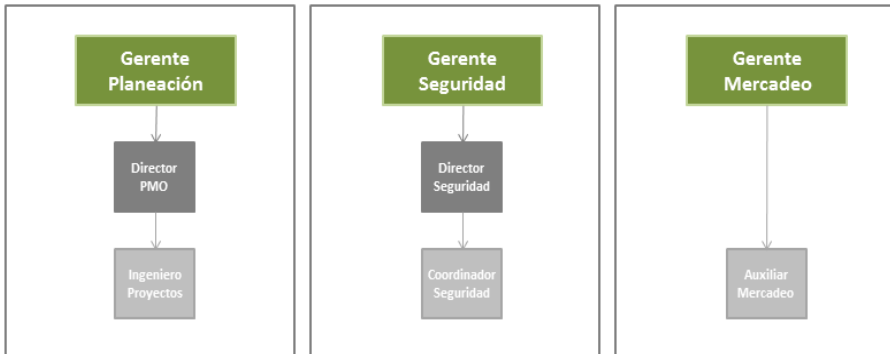 Gerente
Planeación
Director
PMO
Ingeniero
Proyectos
Gerente
Seguridad
Director
Seguridad
Coordinador
Seguridad
Gerente
Mercadeo
Auxiliar
Mercadeo